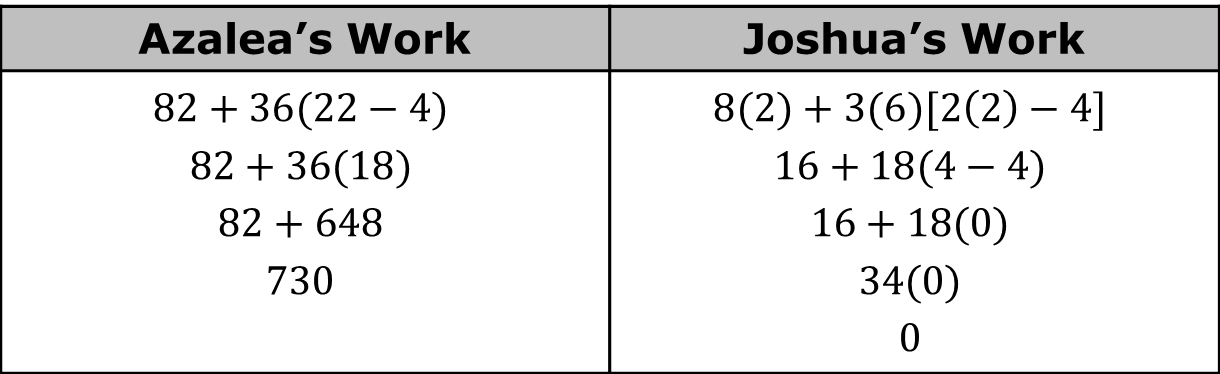 Azalea’s Work
82 + 36(22 − 4)
82 + 36(18)
82 + 648
730
Joshua’s Work
8(2) + 3(6)[2(2) − 4]
16 + 18(4 − 4)
16 + 18(0)
34(0)
0